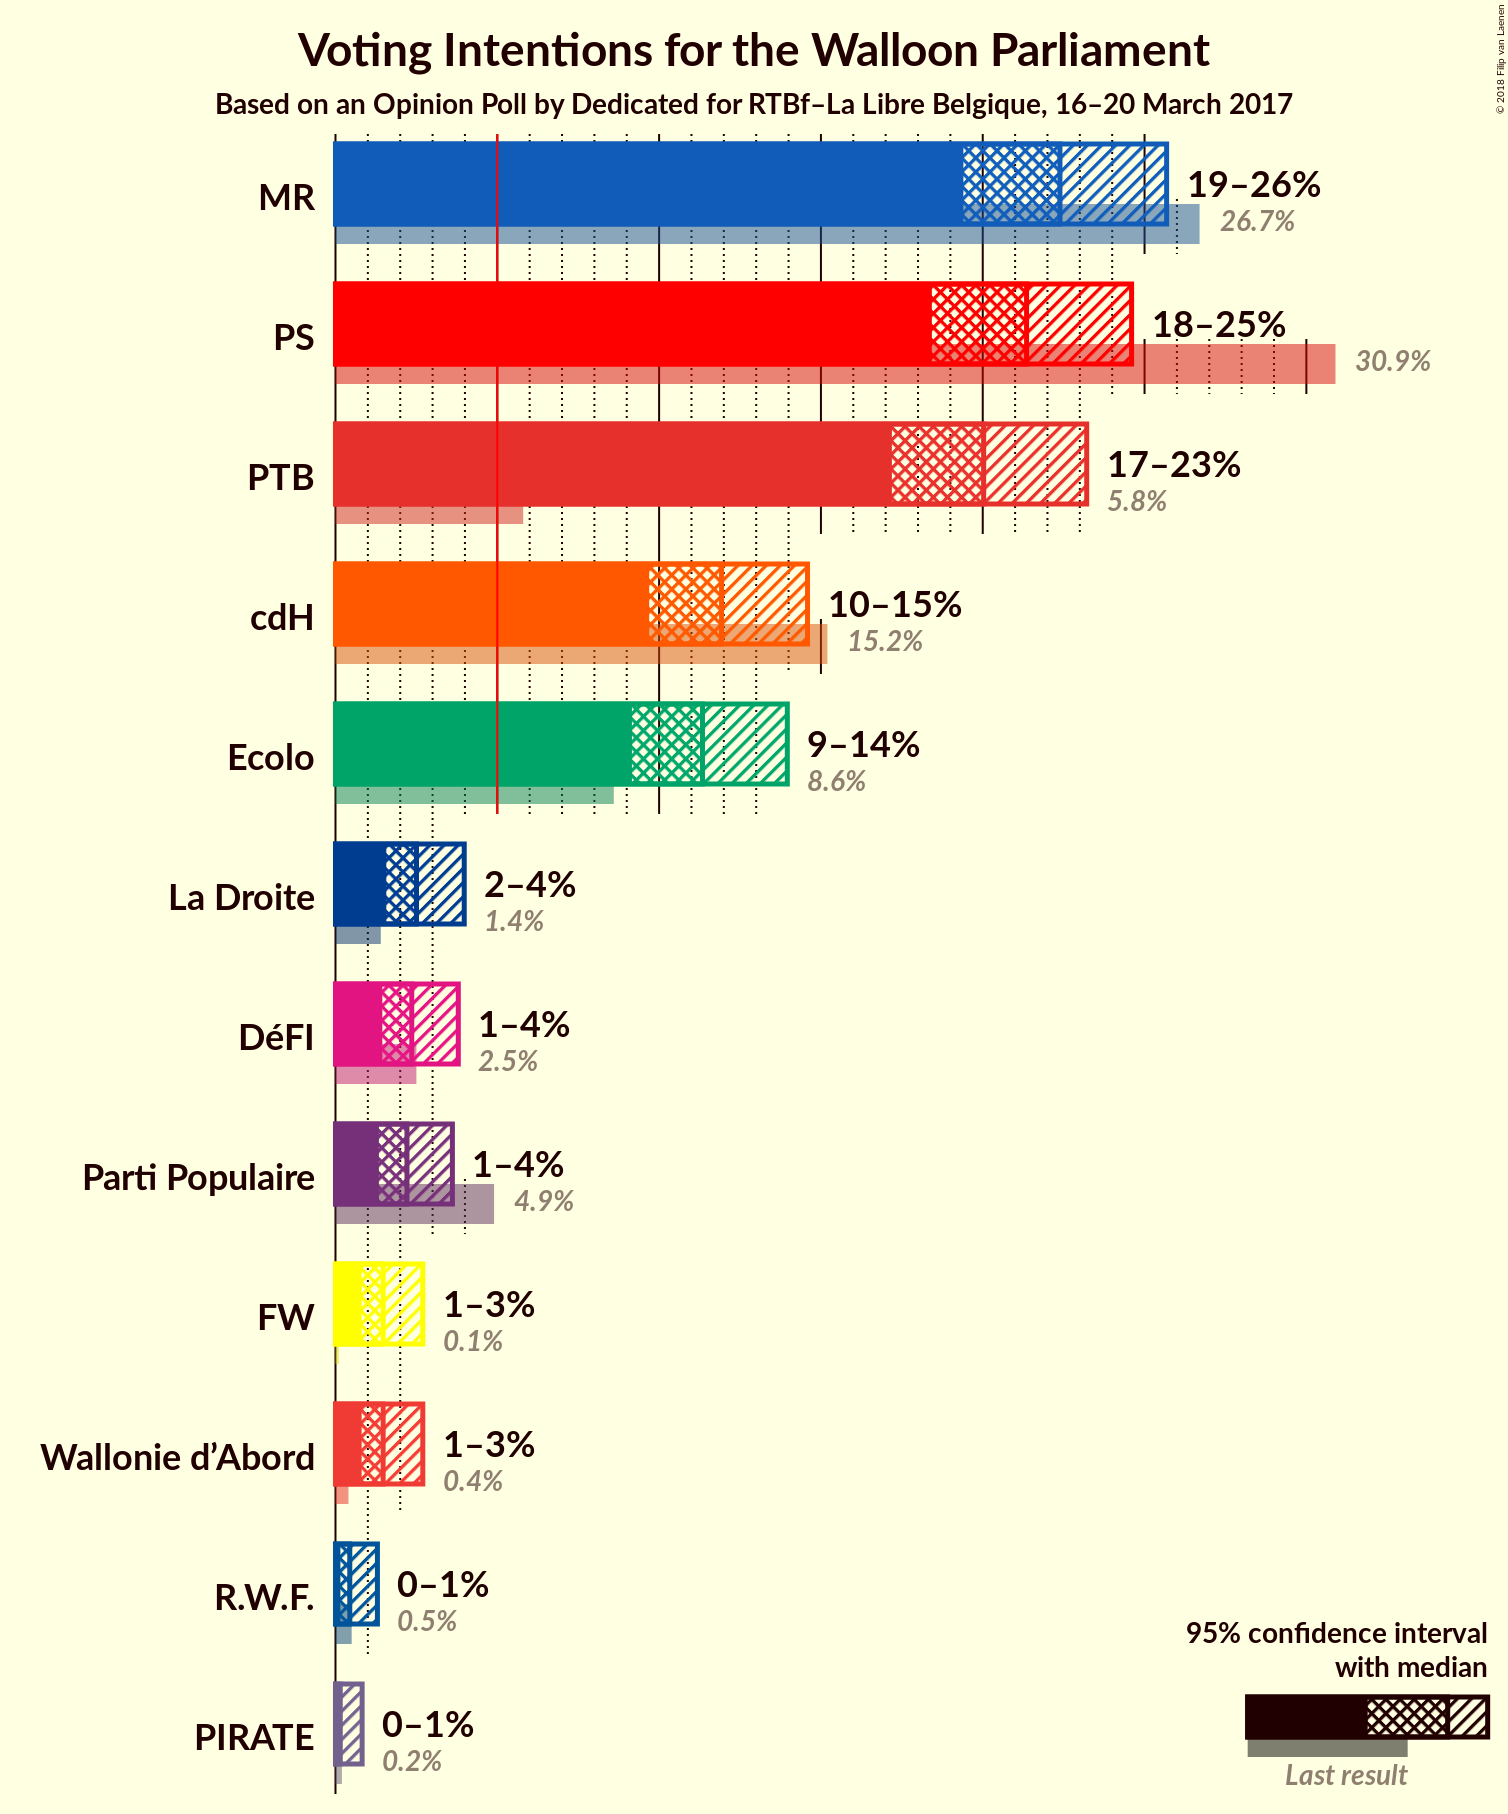 Voting Intentions for the Walloon Parliament
Based on an Opinion Poll by Dedicated for RTBf–La Libre Belgique, 16–20 March 2017
© 2018 Filip van Laenen
MR
19–26%
26.7%
PS
18–25%
30.9%
PTB
17–23%
5.8%
cdH
10–15%
15.2%
Ecolo
9–14%
8.6%
La Droite
2–4%
1.4%
DéFI
1–4%
2.5%
Parti Populaire
1–4%
4.9%
FW
1–3%
0.1%
Wallonie d’Abord
1–3%
0.4%
R.W.F.
0–1%
0.5%
PIRATE
0–1%
0.2%
95% confidence interval
with median
Last result